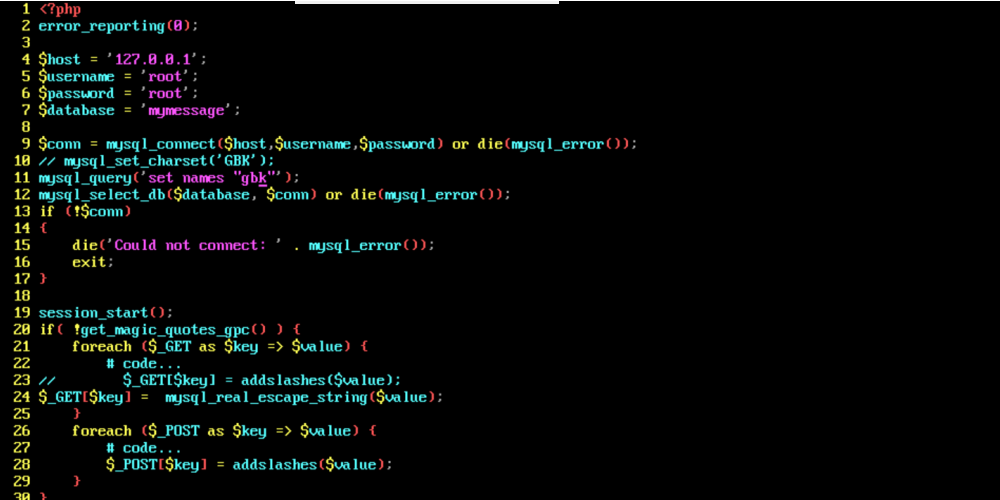 1 <?php
2 error_reporting(0);
3
4 $host = '127.0.0.1';
5 $username = 'root';
6 $password = 'root';
7 $database = 'mymessage';
8
9 $conn = mysql_connect($host,$username,$password) or die(mysql_error());
10 // mysql_set_charset('GBK');
11 mysql_query('set names "gbk"');
12 mysql_select_db($database, $conn) or die(mysql_error());
13 if (!$conn)
14 {
15     die('Could not connect: ' . mysql_error());
16     exit;
17 }
18
19 session_start();
20 if( !get_magic_quotes_gpc() ) {
21     foreach ($_GET as $key => $value) {
22         # code...
23 //        $_GET[$key] = addslashes($value);
24 $_GET[$key] =  mysql_real_escape_string($value);
25     }
26     foreach ($_POST as $key => $value) {
27         # code...
28         $_POST[$key] = addslashes($value);
29     }
30 }